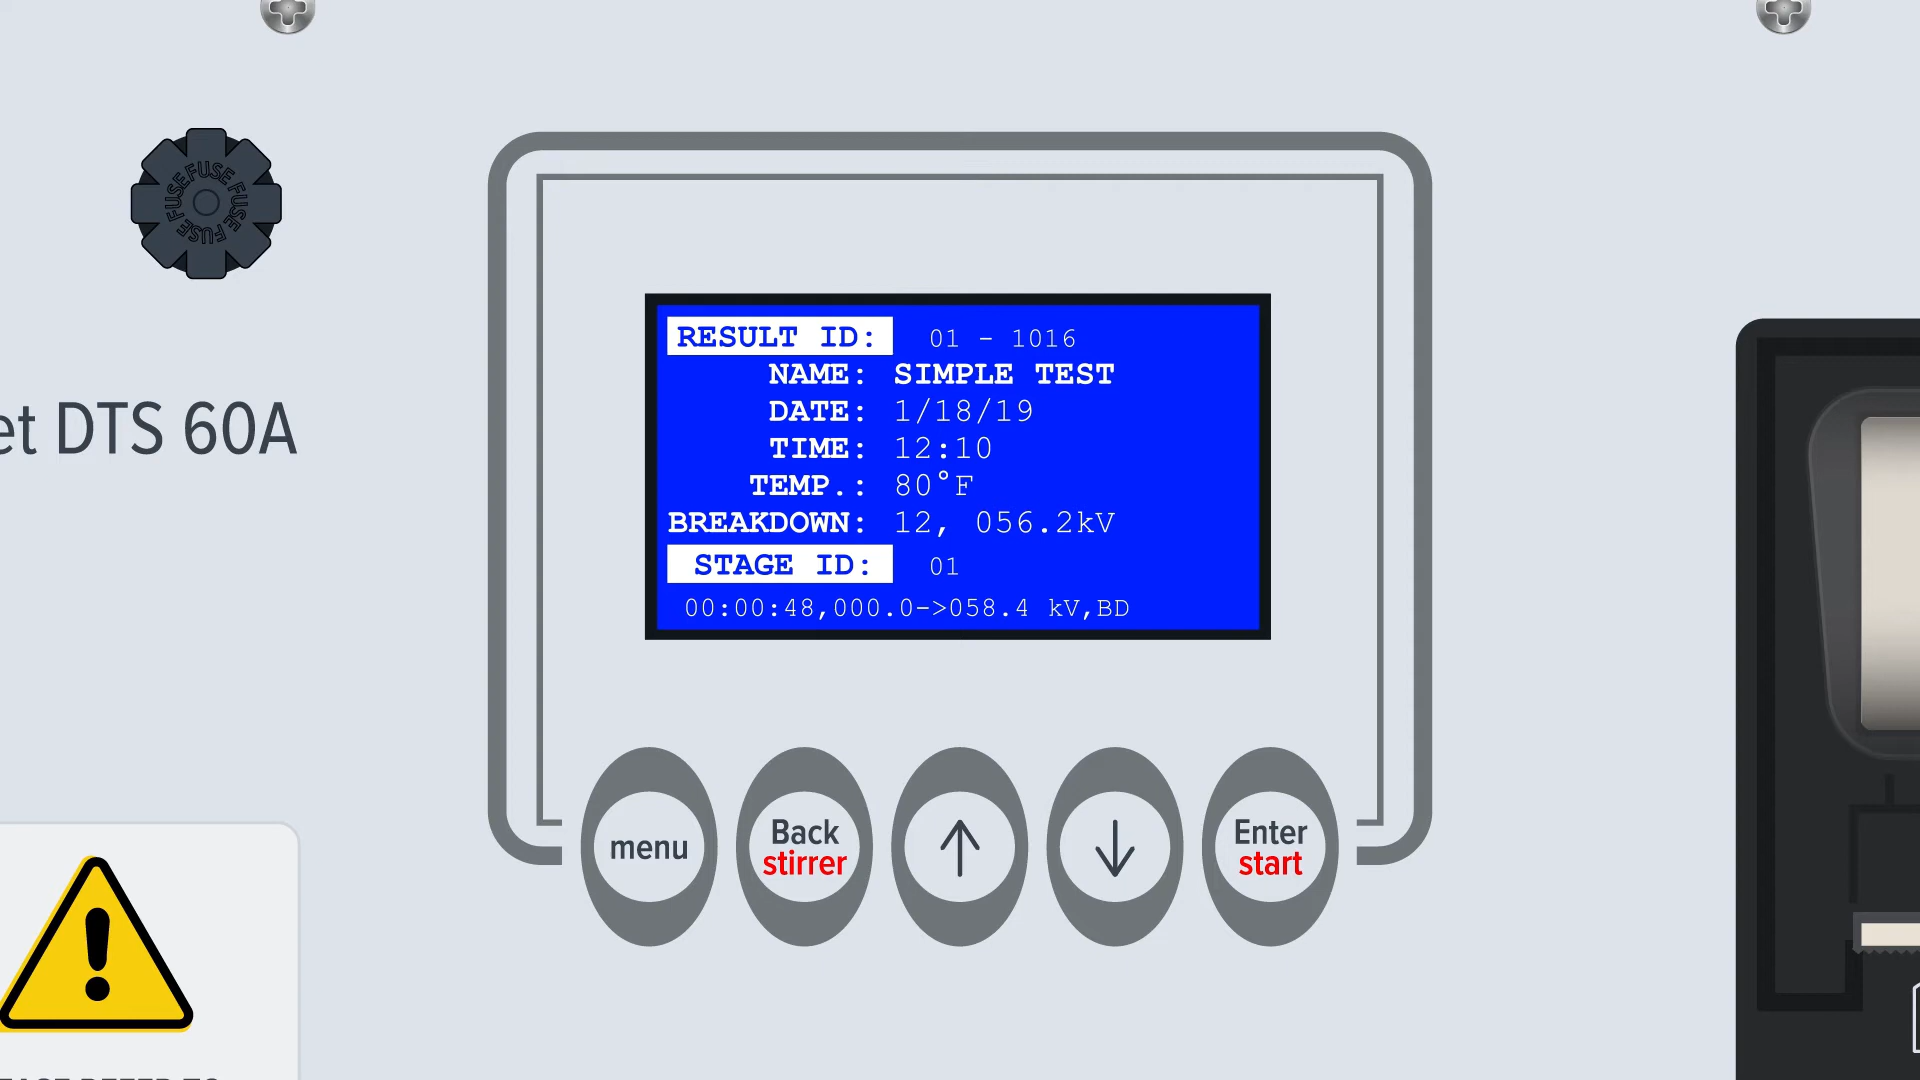 FUSE FUSE FUSE FUSE
RESULT ID: 01 - 1016
NAME: SIMPLE TEST
DATE: 1/18/19
TIME: 12:10
TEMP.: 80°F
BREAKDOWN: 12, 056.2kV
STAGE ID: 01
00:00:48,000.0->058.4 kV,BD
et DTS 60A
menu
Back
stirrer
Enter
start